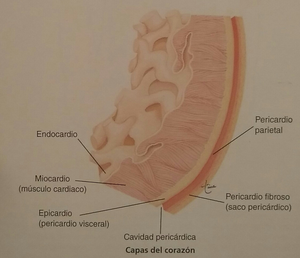 Endocardio
Miocardio
(músculo cardiaco)
Epicardio
(pericardio visceral)
Cavidad pericárdica
Pericardio
parietal
Pericardio fibroso
(saco pericárdico)
Capas del corazón